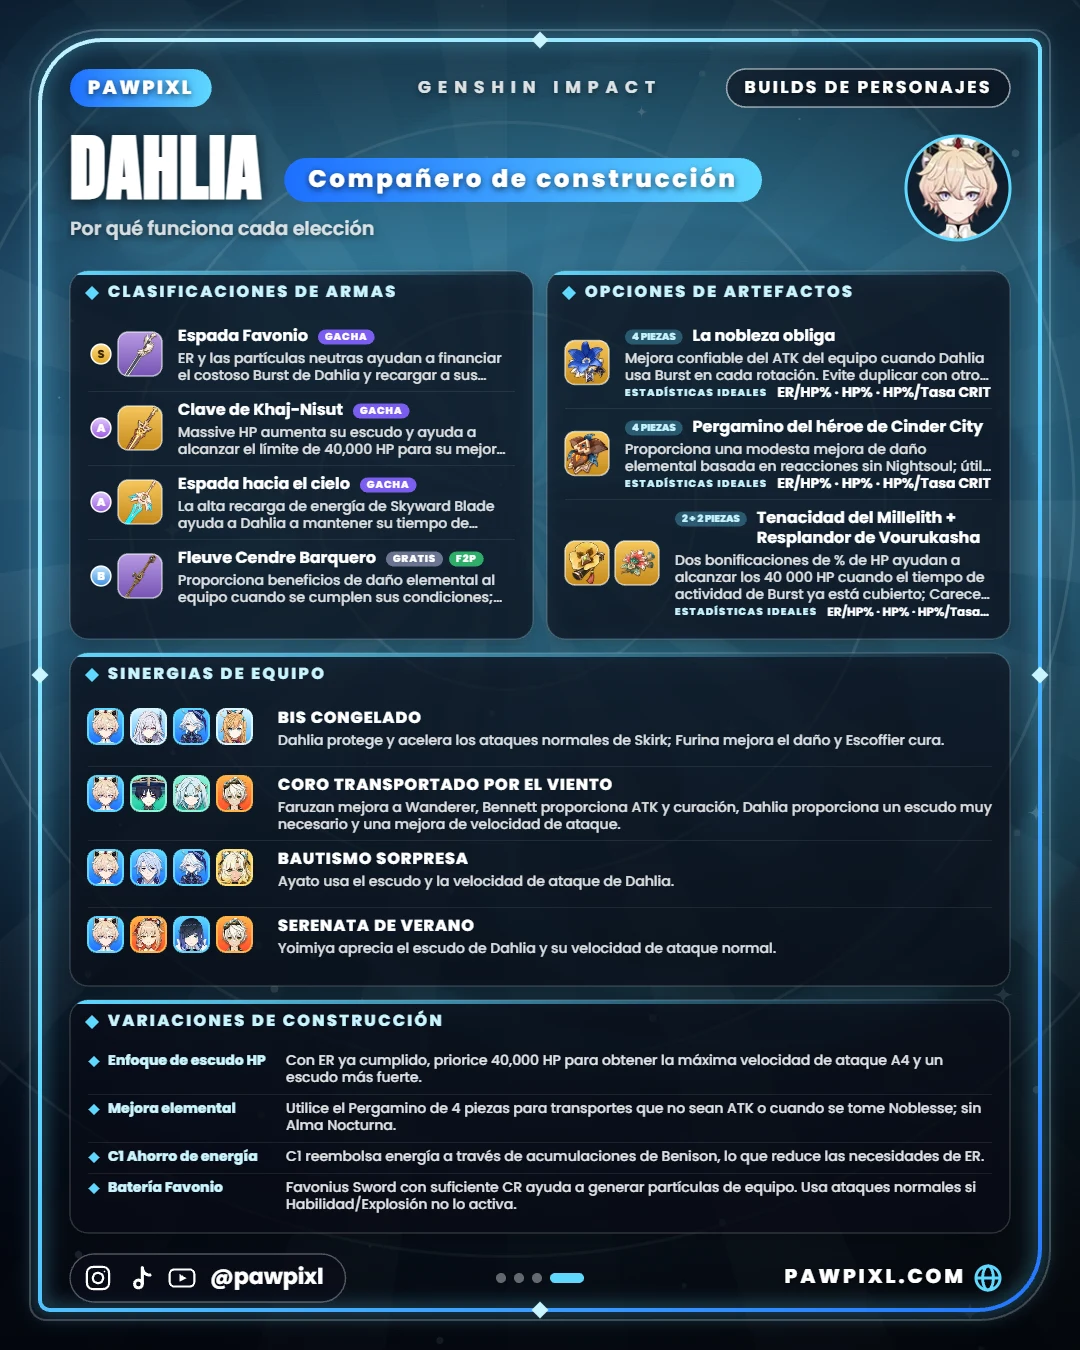 PAWPIXL
GENSHIN IMPACT
BUILDS DE PERSONAJES
DAHLIA
Compañero de construcción
Por qué funciona cada elección
CLASIFICACIONES DE ARMAS
S
Espada Favonio GACHA
ER y las partículas neutras ayudan a financiar
el costoso Burst de Dahlia y recargar a sus...
A
Clave de Khaj-Nisut GACHA
Massive HP aumenta su escudo y ayuda a
alcanzar el límite de 40,000 HP para su mejor...
A
Espada hacia el cielo GACHA
La alta recarga de energía de Skyward Blade
ayuda a Dahlia a mantener su tiempo de...
B
Fleuve Cendre Barquero GRATIS F2P
Proporciona beneficios de daño elemental al
equipo cuando se cumplen sus condiciones;...
OPCIONES DE ARTEFACTOS
4 PIEZAS La nobleza obliga
Mejora confiable del ATK del equipo cuando Dahlia
usa Burst en cada rotación. Evite duplicar con otro...
ESTADÍSTICAS IDEALES ER/HP% · HP% · HP%/Tasa CRIT
4 PIEZAS Pergamino del héroe de Cinder City
Proporciona una modesta mejora de daño
elemental basada en reacciones sin Nightsoul; útil...
ESTADÍSTICAS IDEALES ER/HP% · HP% · HP%/Tasa CRIT
2+2 PIEZAS Tenacidad del Millelith +
Resplandor de Vourukasha
Dos bonificaciones de % de HP ayudan a
alcanzar los 40 000 HP cuando el tiempo de
actividad de Burst ya está cubierto; Carece...
ESTADÍSTICAS IDEALES ER/HP% · HP% · HP%/Tasa...
SINERGIAS DE EQUIPO
BIS CONGELADO
Dahlia protege y acelera los ataques normales de Skirk; Furina mejora el daño y Escoffier cura.
CORO TRANSPORTADO POR EL VIENTO
Faruzan mejora a Wanderer, Bennett proporciona ATK y curación, Dahlia proporciona un escudo muy
necesario y una mejora de velocidad de ataque.
BAUTISMO SORPRESA
Ayato usa el escudo y la velocidad de ataque de Dahlia.
SERENATA DE VERANO
Yoimiya aprecia el escudo de Dahlia y su velocidad de ataque normal.
VARIACIONES DE CONSTRUCCIÓN
Enfoque de escudo HP Con ER ya cumplido, priorice 40,000 HP para obtener la máxima velocidad de ataque A4 y un
escudo más fuerte.
Mejora elemental Utilice el Pergamino de 4 piezas para transportes que no sean ATK o cuando se tome Noblesse; sin
Alma Nocturna.
C1 Ahorro de energía C1 reembolsa energía a través de acumulaciones de Benison, lo que reduce las necesidades de ER.
Batería Favonio Favonius Sword con suficiente CR ayuda a generar partículas de equipo. Usa ataques normales si
Habilidad/Explosión no lo activa.
@pawpixl
PAWPIXL.COM